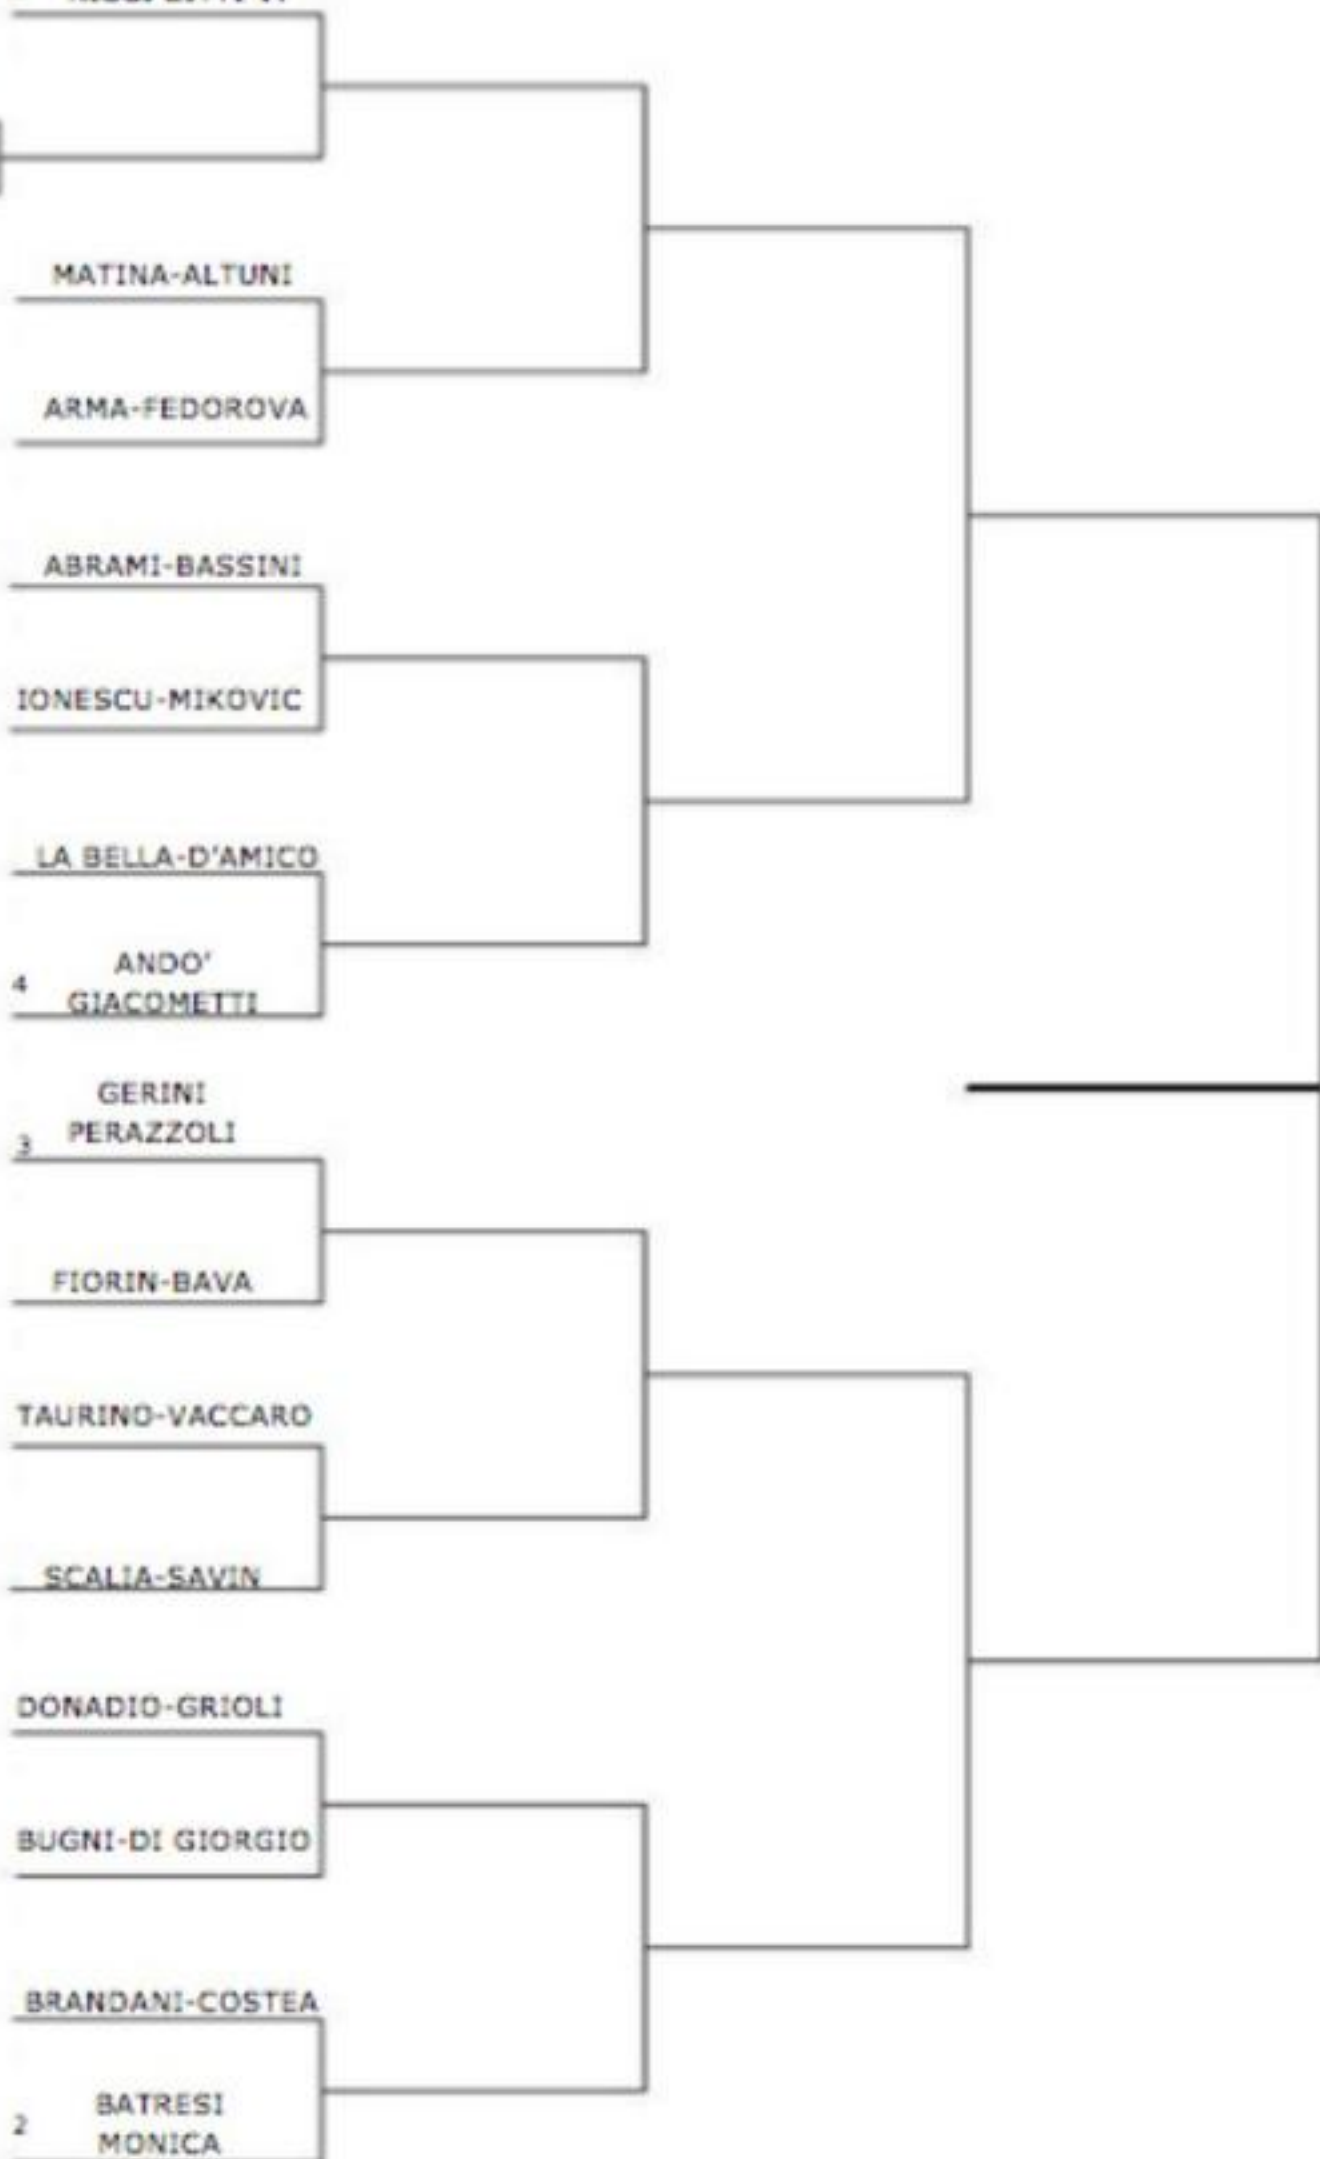 MATINA-ALTUNI
ARMA-FEDOROVA
ABRAMI-BASSINI
IONESCU-MIKOVIC
LA BELLA-D'AMICO
ANDO'
4 GIACOMETTI
GERINI
3 PERAZZOLI
FIORIN-BAVA
TAURINO-VACCARO
SCALIA-SAVIN
DONADIO-GRIOLI
BUGNI-DI GIORGIO
BRANDANI-COSTEA
BATRESI
2 MONICA